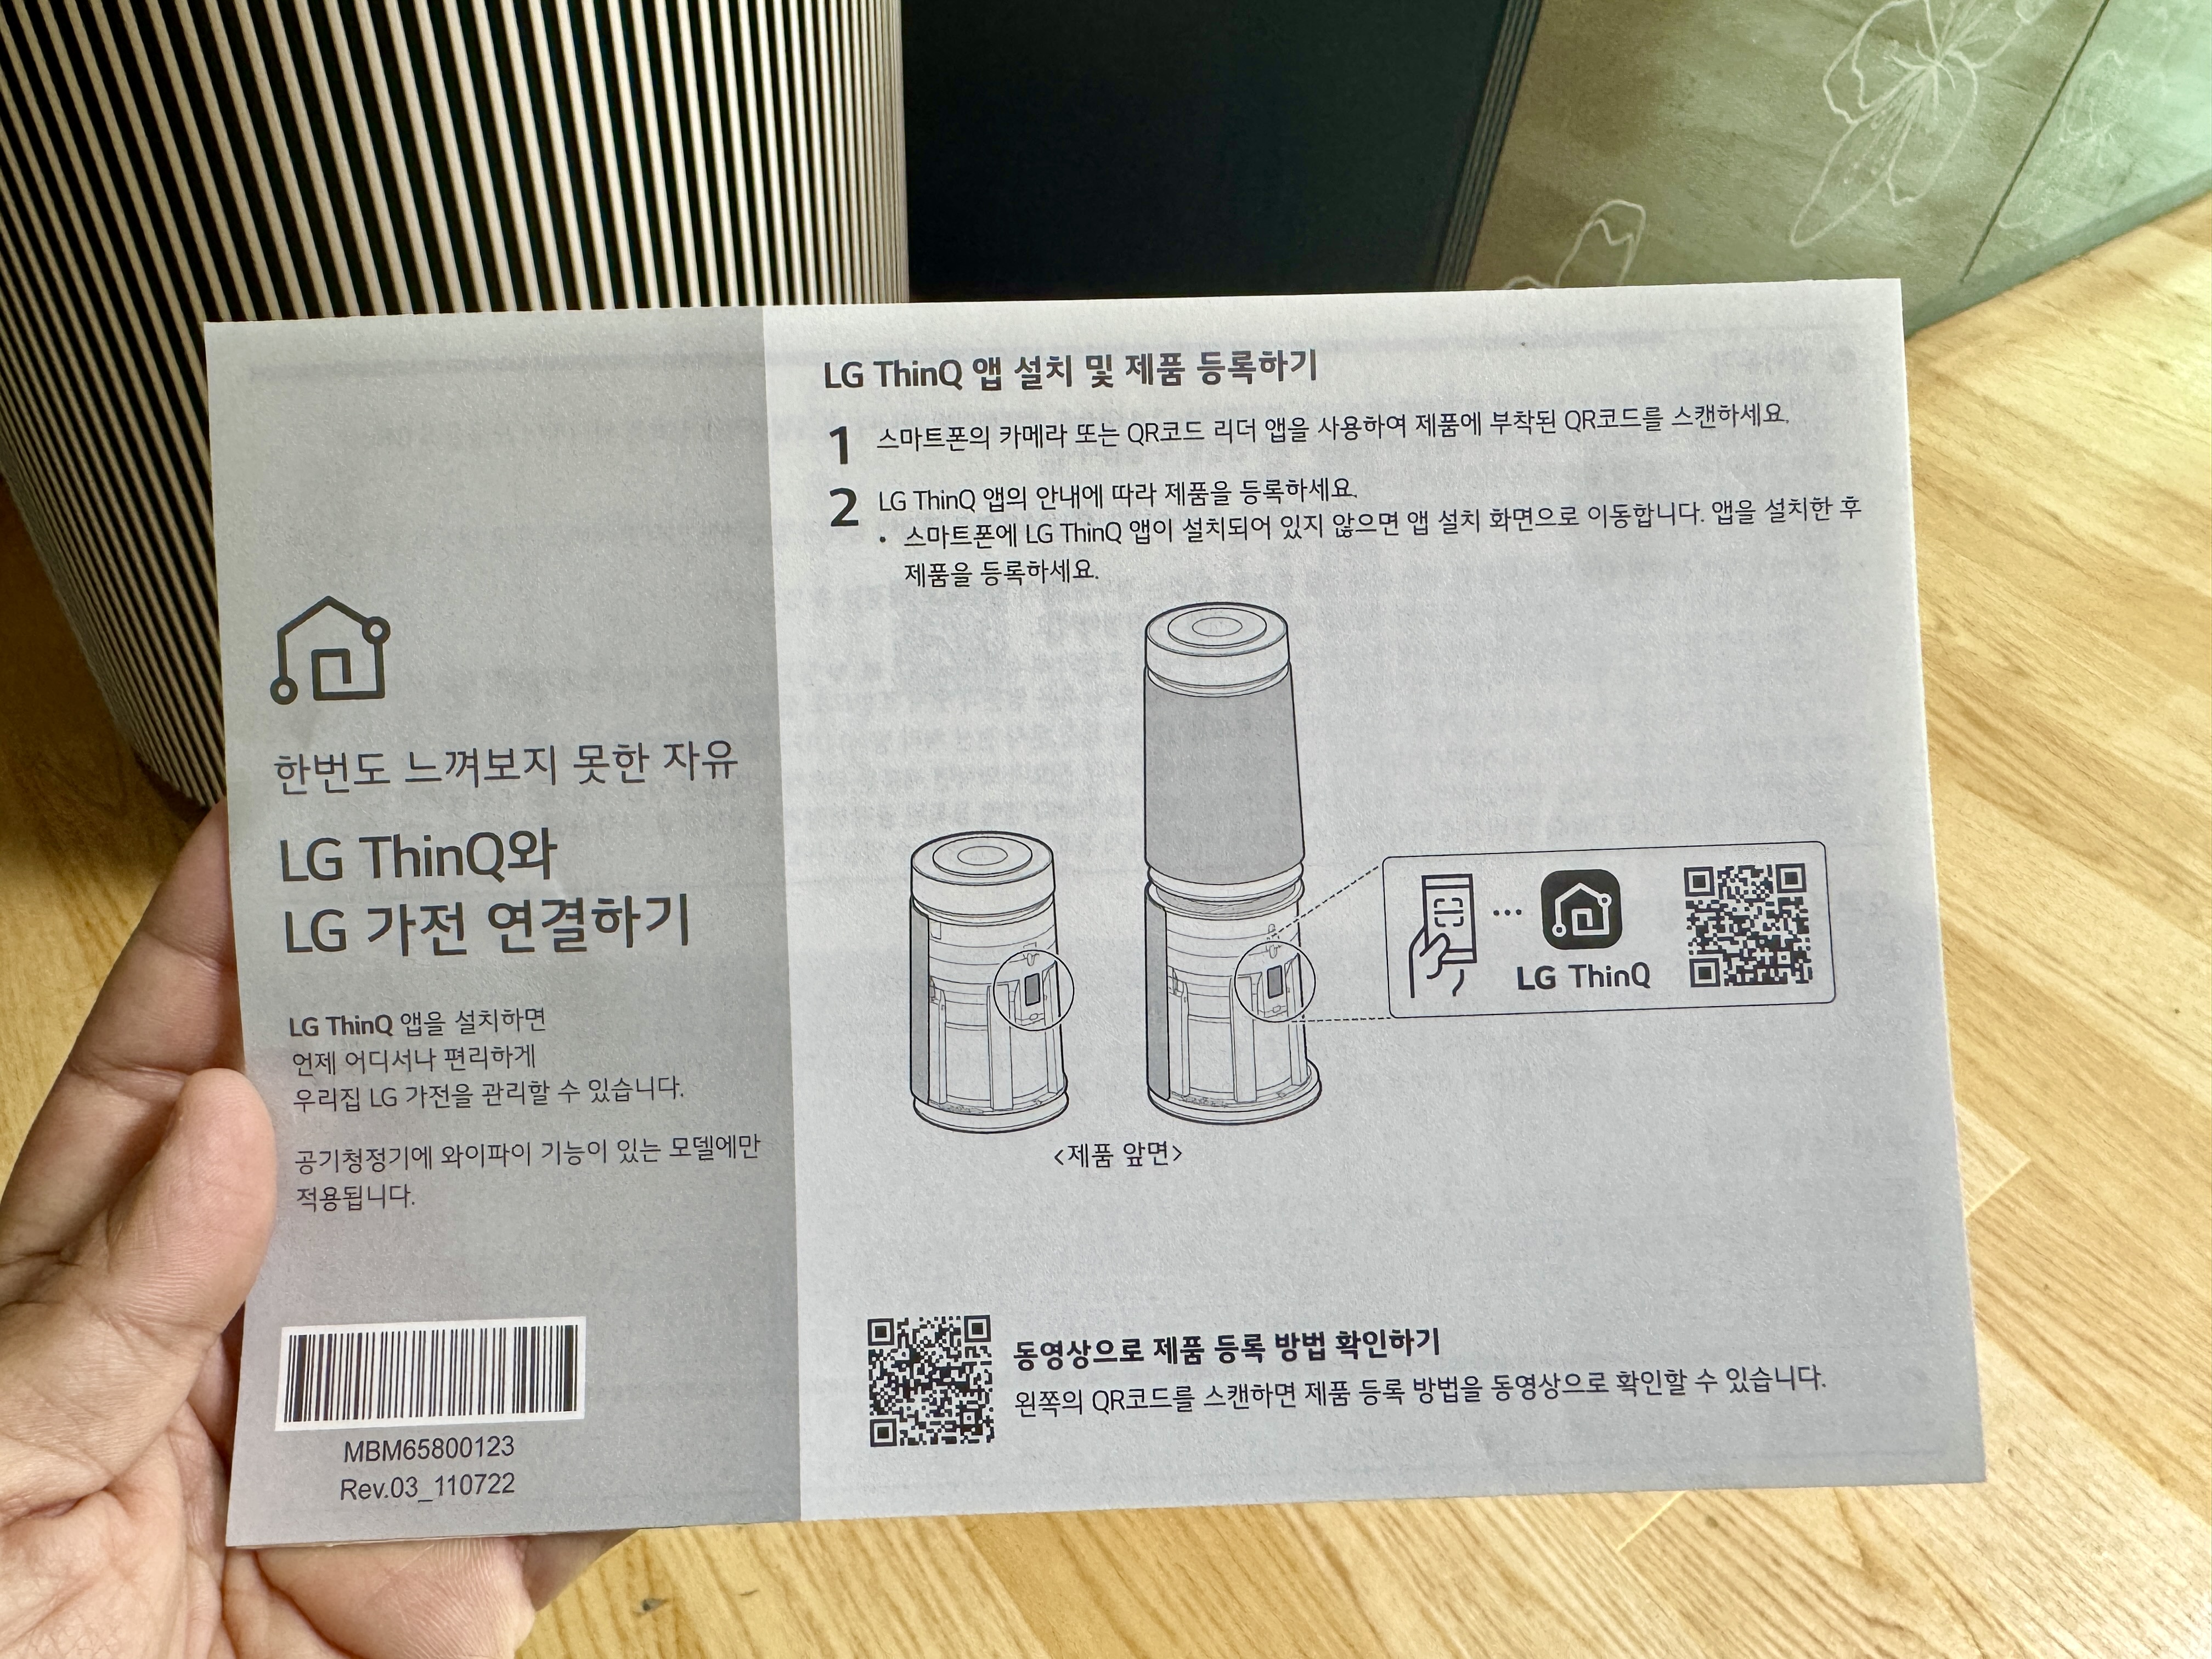 한번도 느껴보지 못한 자유
LG ThinQ와
LG 가전 연결하기
LG ThinQ 앱을 설치하면
언제 어디서나 편리하게
우리집 LG 가전을 관리할 수 있습니다.
공기청정기에 와이파이 기능이 있는 모델에만
적용됩니다.
MBM65800123
Rev.03_110722
LG ThinQ 앱 설치 및 제품 등록하기
1 스마트폰의 카메라 또는 QR코드 리더 앱을 사용하여 제품에 부착된 QR코드를 스캔하세요.
2 LG ThinQ 앱의 안내에 따라 제품을 등록하세요.
• 스마트폰에 LG ThinQ 앱이 설치되어 있지 않으면 앱 설치 화면으로 이동합니다. 앱을 설치한 후
제품을 등록하세요.
LG ThinQ
<제품 앞면>
동영상으로 제품 등록 방법 확인하기
왼쪽의 QR코드를 스캔하면 제품 등록 방법을 동영상으로 확인할 수 있습니다.